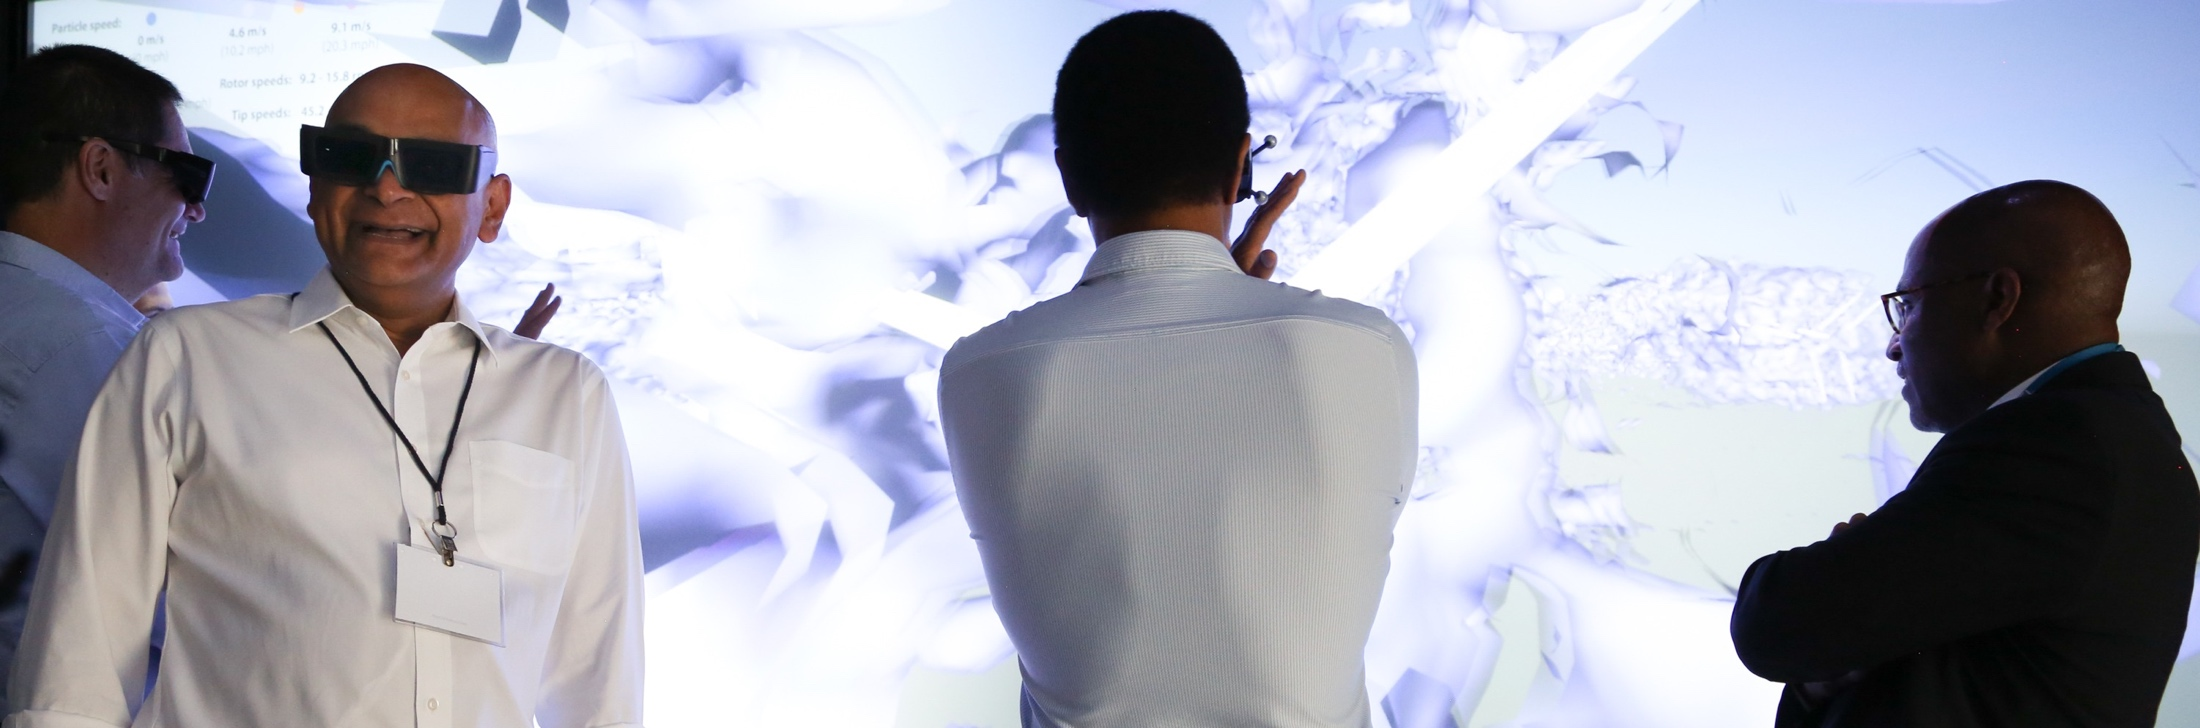 Particle speed:
0 m/s 4.6 m/s 9.1 m/s
mph) (10.2 mph) (20.3 mph)
Rotor speeds: 9.2 - 15.8
Tip speeds: 45.2